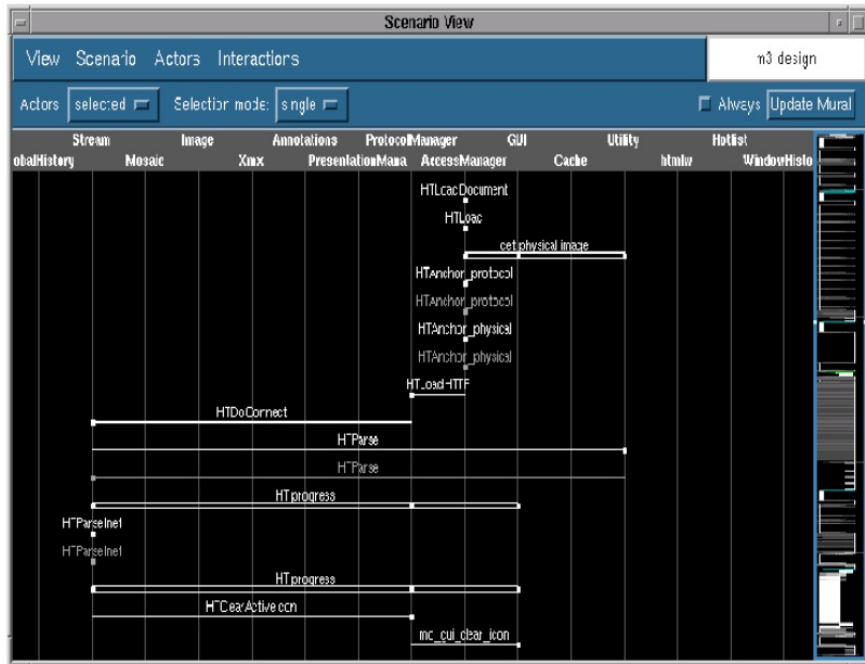 Scenario View
View Scenario Actors Interactions
m3 design
Actors selected Selection mode: single Always Update Mural
Stream Image Annotations ProtocolManager GUI Utility Hotlist
obalHistory Mosaic Xmx PresentationMana AccessManager Cache htmlw WindowHisto
HTLoadDocument
HTLoad
get physical image
HTAnchor_protocol
HTAnchor_protocol
HTAnchor_physical
HTAnchor_physical
HTLoadHTTP
HTDoConnect
HTParse
HTParse
HTprogress
HTParseInet
HTParseInet
HTprogress
HTClearActiveIcon
mo_gui_clear_icon